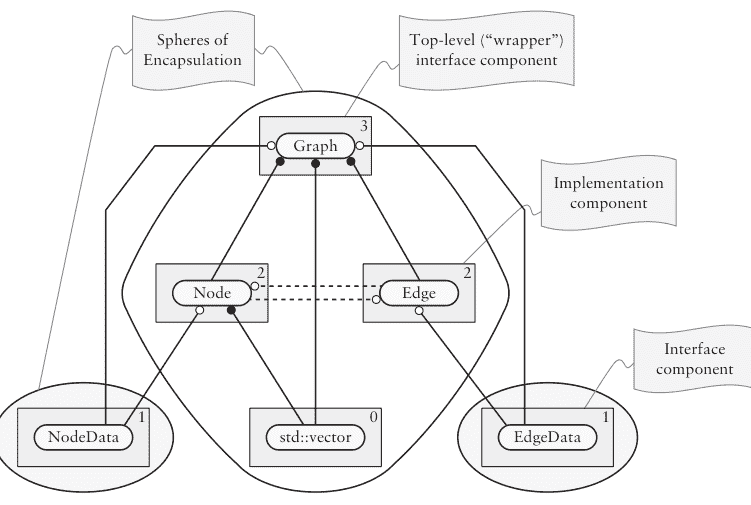 Spheres of
Encapsulation
Top-level (“wrapper”)
interface component
3
Graph
Implementation
component
2
Node
2
Edge
Interface
component
1
NodeData
0
std::vector
1
EdgeData